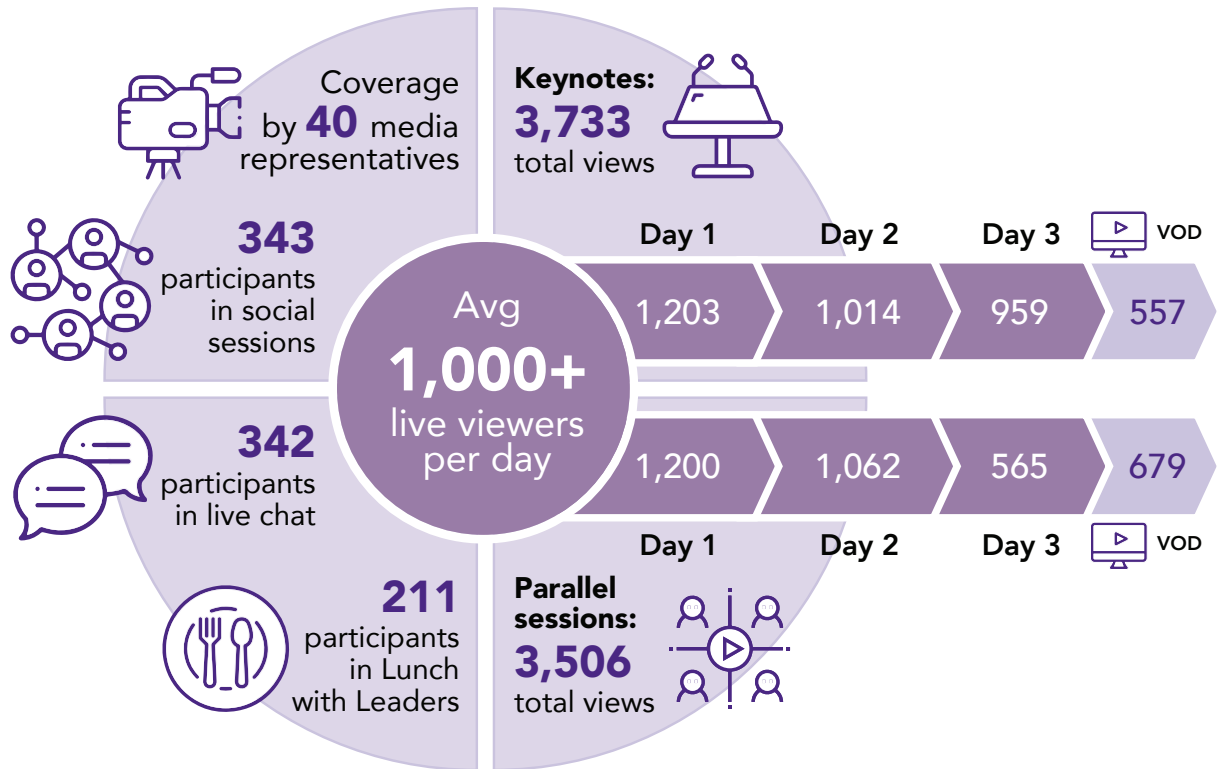 Coverage
by 40 media
representatives
Keynotes:
3,733
total views
343
participants
in social
sessions
Day 1
Day 2
Day 3
VOD
1,203
1,014
959
557
Avg
1,000+
live viewers
per day
342
participants
in live chat
1,200
1,062
565
679
Day 1
Day 2
Day 3
VOD
211
participants
in Lunch
with Leaders
Parallel
sessions:
3,506
total views